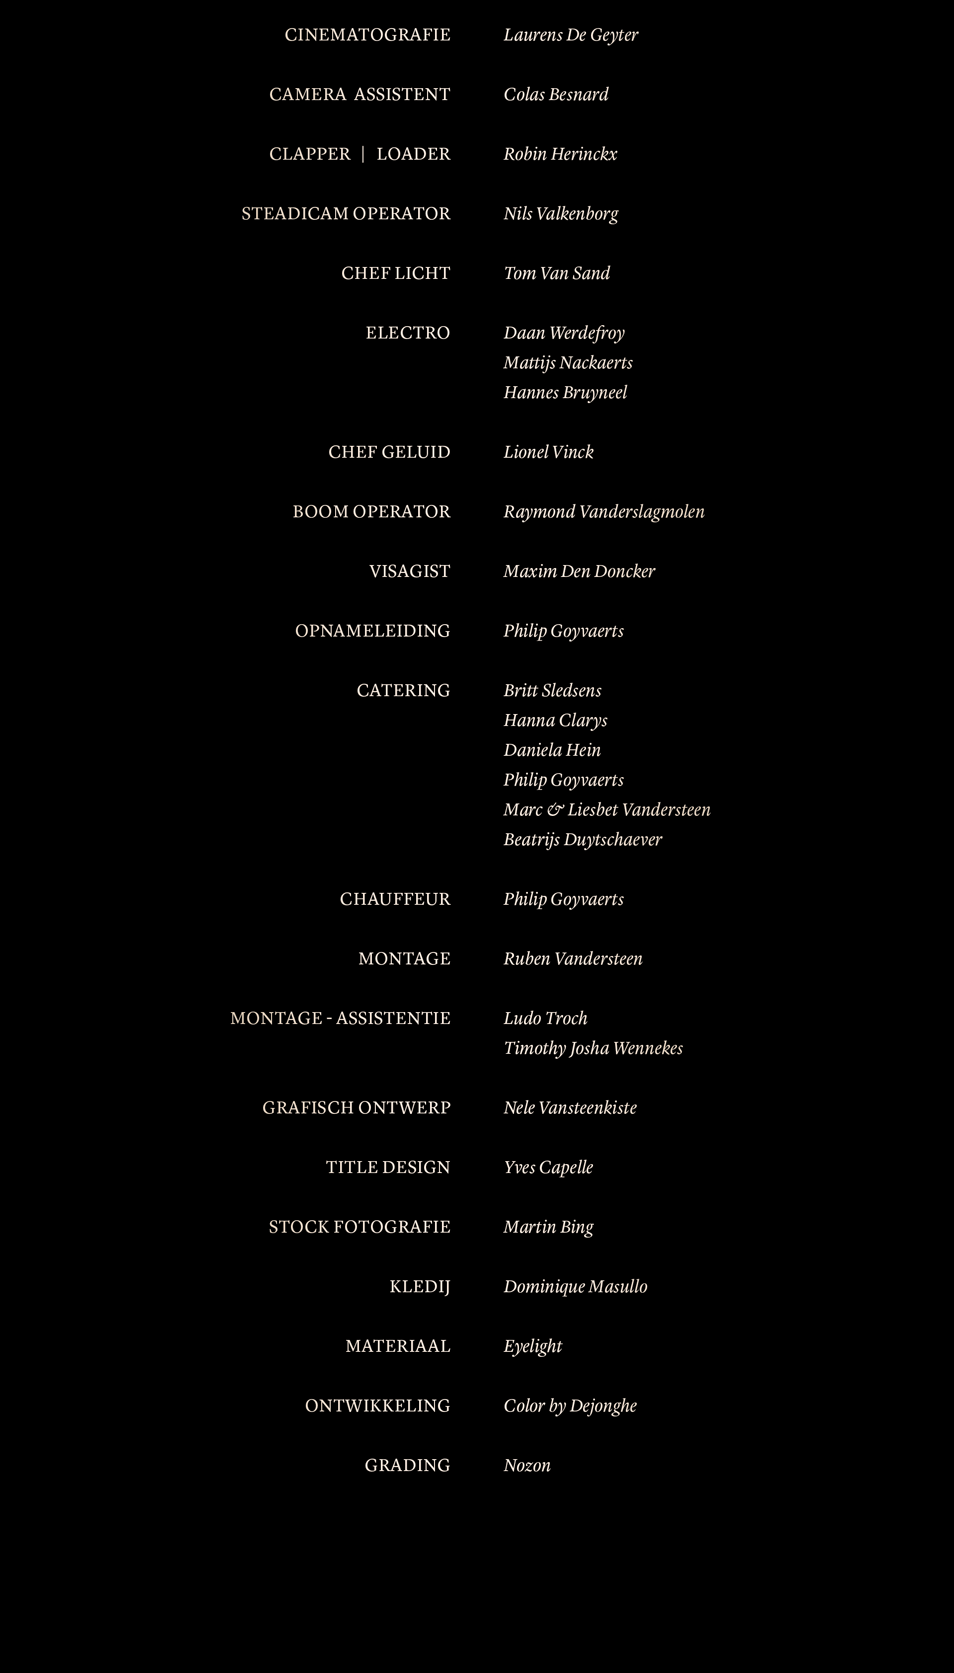 CINEMATOGRAFIE Laurens De Geyter
CAMERA ASSISTENT Colas Besnard
CLAPPER | LOADER Robin Herinckx
STEADICAM OPERATOR Nils Valkenborg
CHEF LICHT Tom Van Sand
ELECTRO Daan Werdefroy
Mattijs Nackaerts
Hannes Bruyneel
CHEF GELUID Lionel Vinck
BOOM OPERATOR Raymond Vanderslagmolen
VISAGIST Maxim Den Doncker
OPNAMELEIDING Philip Goyvaerts
CATERING Britt Sledsens
Hanna Clarys
Daniela Hein
Philip Goyvaerts
Marc & Liesbet Vandersteen
Beatrijs Duytschaever
CHAUFFEUR Philip Goyvaerts
MONTAGE Ruben Vandersteen
MONTAGE - ASSISTENTIE Ludo Troch
Timothy Josha Wennekes
GRAFISCH ONTWERP Nele Vansteenkiste
TITLE DESIGN Yves Capelle
STOCK FOTOGRAFIE Martin Bing
KLEDIJ Dominique Masullo
MATERIAAL Eyelight
ONTWIKKELING Color by Dejonghe
GRADING Nozon